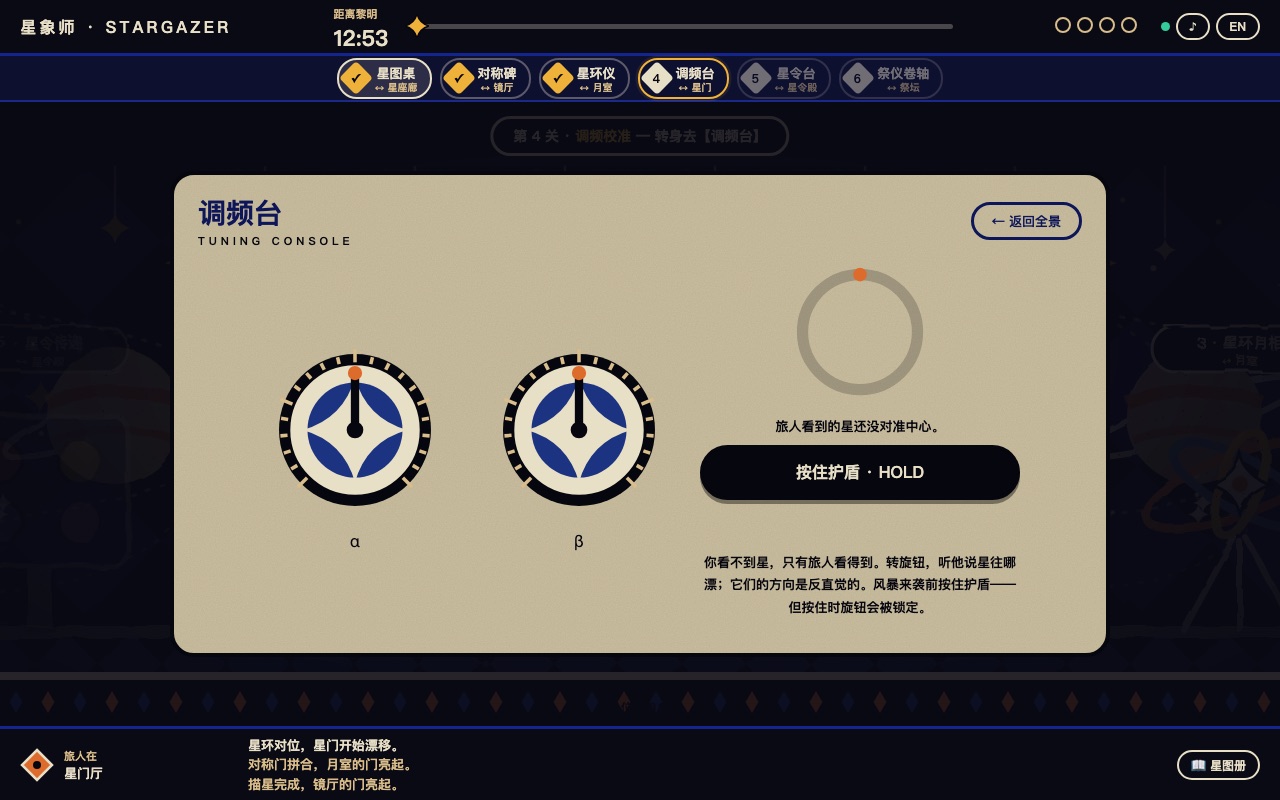 星象师 · STARGAZER
距离黎明
12:53
♪
EN
✓ 星图桌
↔ 星座廊
✓ 对称碑
↔ 镜厅
✓ 星环仪
↔ 月室
4 调频台
↔ 星门
5 星令台
↔ 星令殿
6 祭仪卷轴
↔ 祭坛
第 4 关 · 调频校准 — 转身去【调频台】
调频台
TUNING CONSOLE
← 返回全景
3 · 星环月相
旅人看到的星还没对准中心。
按住护盾 · HOLD
α
β
你看不到星，只有旅人看得到。转旋钮，听他说星往哪
漂；它们的方向是反直觉的。风暴来袭前按住护盾——
但按住时旋钮会被锁定。
旅人在
星门厅
星环对位，星门开始漂移。
对称门拼合，月室的门亮起。
描星完成，镜厅的门亮起。
星图册